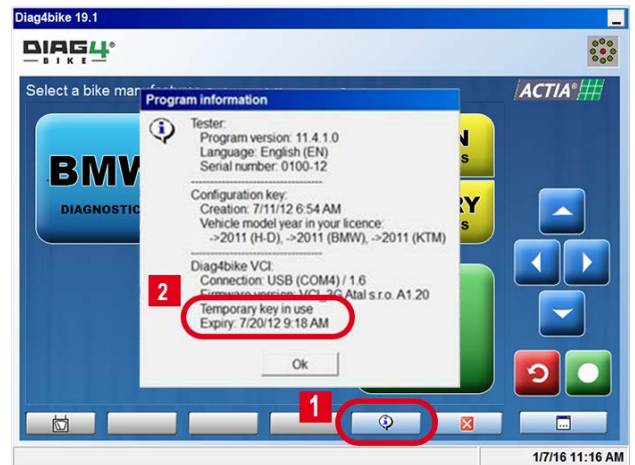 Diag4bike 19.1
DIAG4®
BIKE
Select a bike
ACTIA®
Program information
Tester:
Program version: 11.4.1.0
Language: English (EN)
Serial number: 0100-12
Configuration key:
Creation: 7/11/12 6:54 AM
Vehicle model year in your licence:
->2011 (H-D), ->2011 (BMW), ->2011 (KTM)
Diag4bike VCI:
Connection: USB (COM4) / 1.6
Firmware version: VCI_3G Atal s.r.o. A1.20
Temporary key in use
Expiry: 7/20/12 9:18 AM
Ok
BMW
DIAGNOSTIC
N
S
RY
S
2
1
1/7/16 11:16 AM